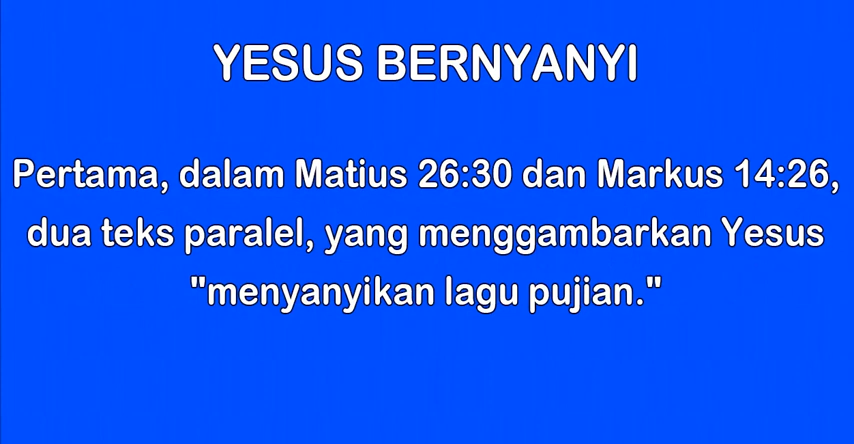 YESUS BERNYANYI
Pertama, dalam Matius 26:30 dan Markus 14:26,
dua teks paralel, yang menggambarkan Yesus
"menyanyikan lagu pujian."